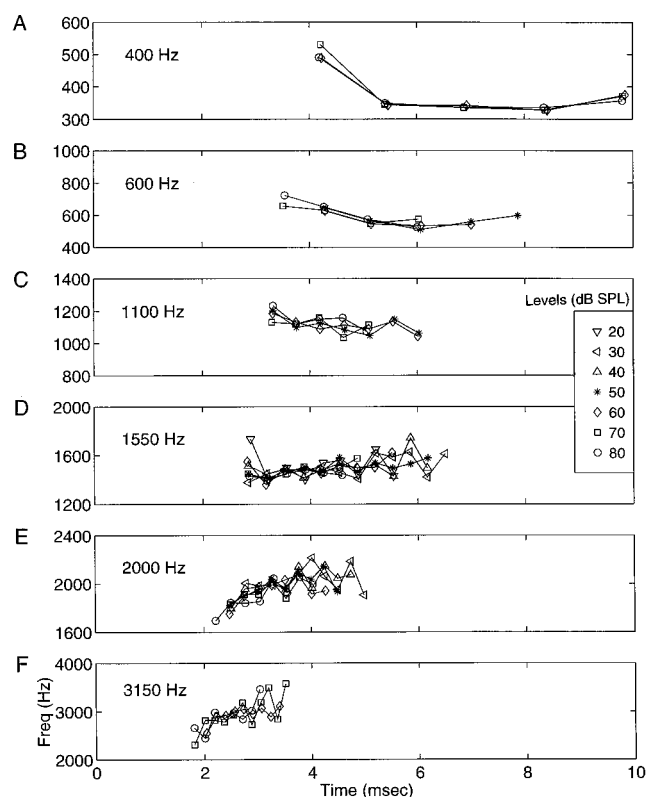 A
600
500
400
300
400 Hz
B
1000
800
600
400
600 Hz
C
1400
1200
1000
800
1100 Hz
Levels (dB SPL)
20
30
40
50
60
70
80
D
2000
1600
1200
1550 Hz
E
2400
2000
1600
2000 Hz
F
4000
3000
2000
3150 Hz
Freq (Hz)
0 2 4 6 8 10
Time (msec)